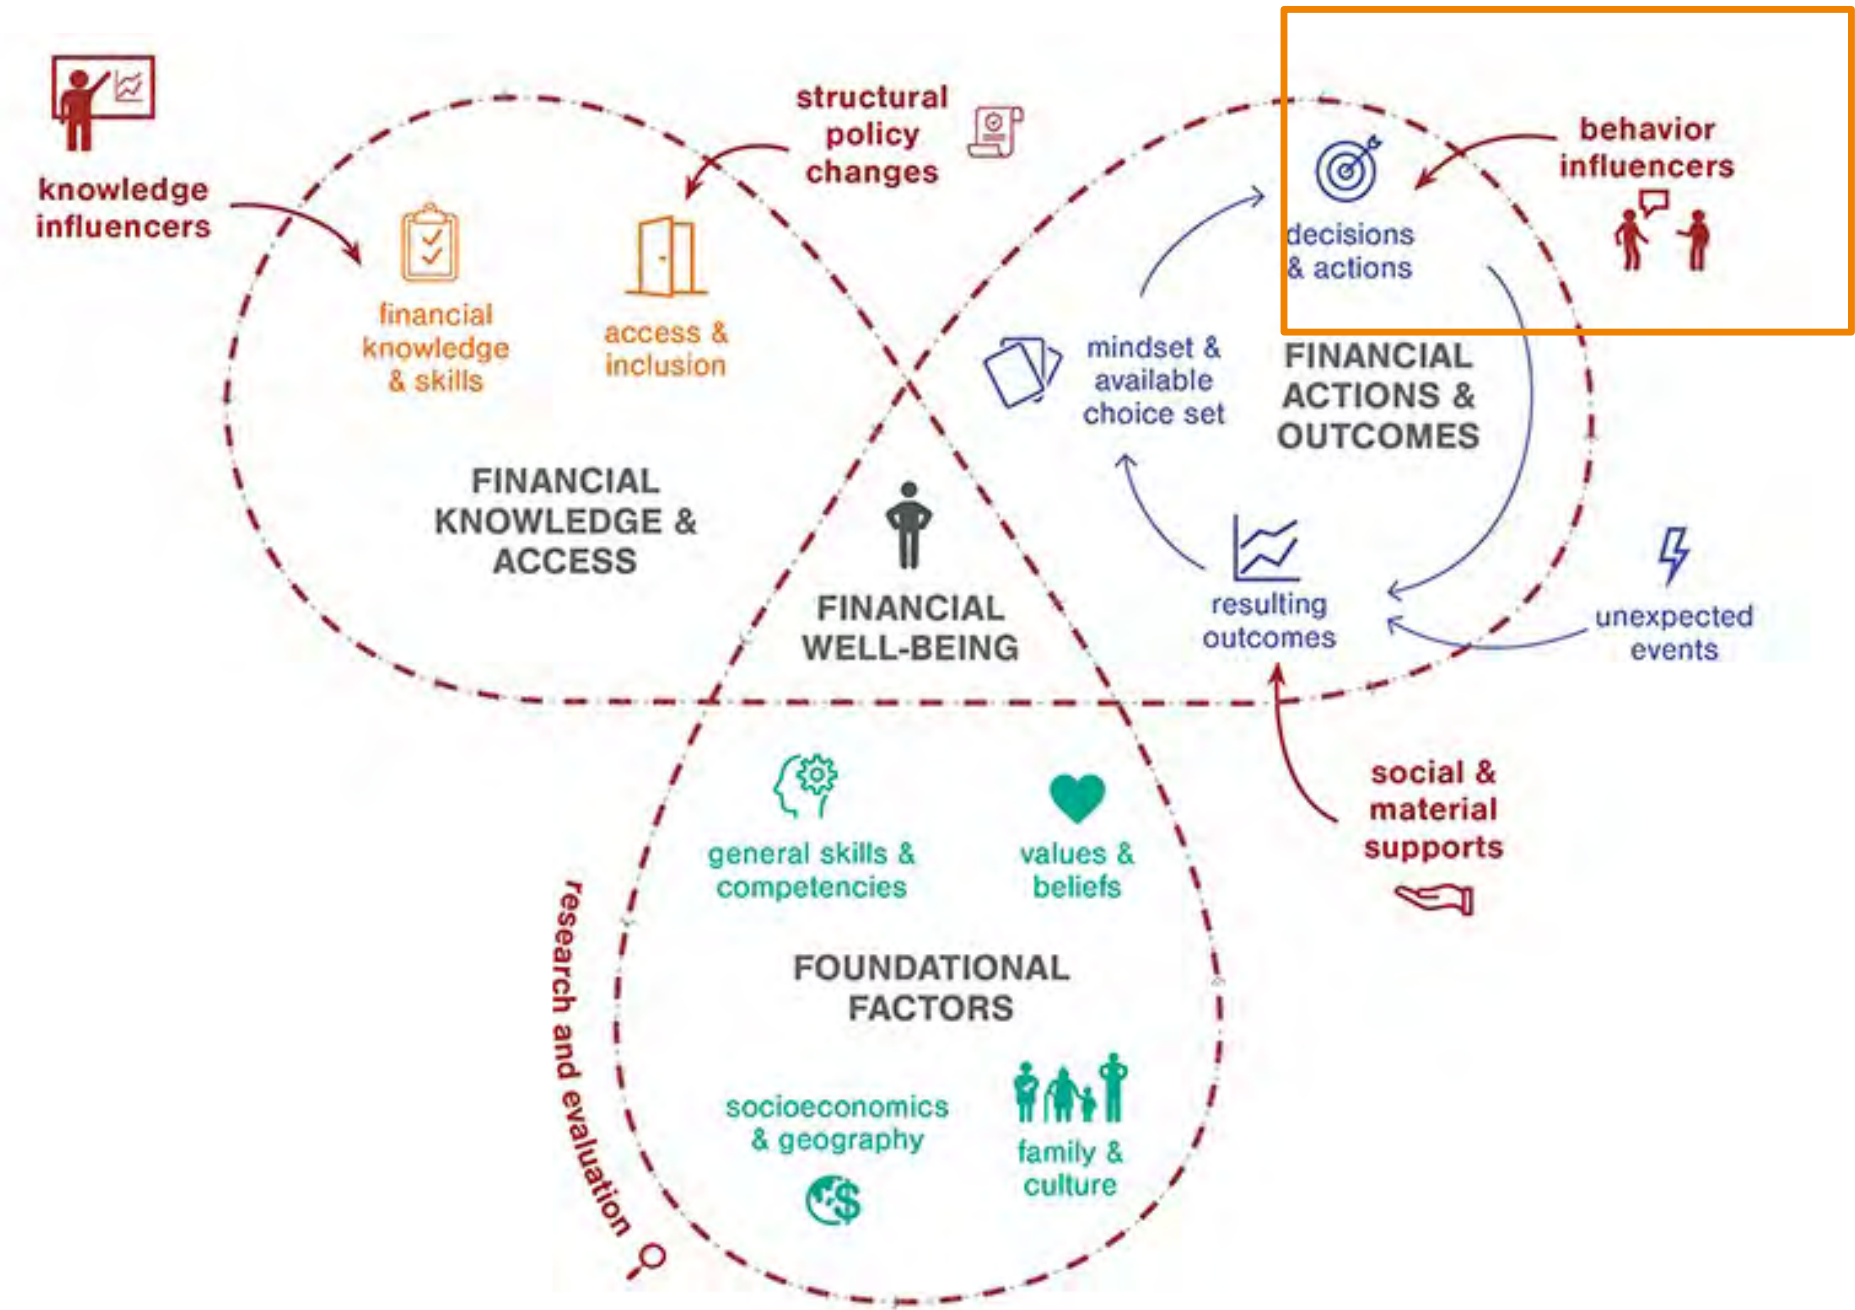 knowledge
influencers
structural
policy
changes
behavior
influencers
financial
knowledge
& skills
access &
inclusion
FINANCIAL
KNOWLEDGE &
ACCESS
decisions
& actions
mindset &
available
choice set
FINANCIAL
ACTIONS &
OUTCOMES
resulting
outcomes
unexpected
events
FINANCIAL
WELL-BEING
social &
material
supports
general skills &
competencies
values &
beliefs
FOUNDATIONAL
FACTORS
socioeconomics
& geography
$
family &
culture
research and evaluation